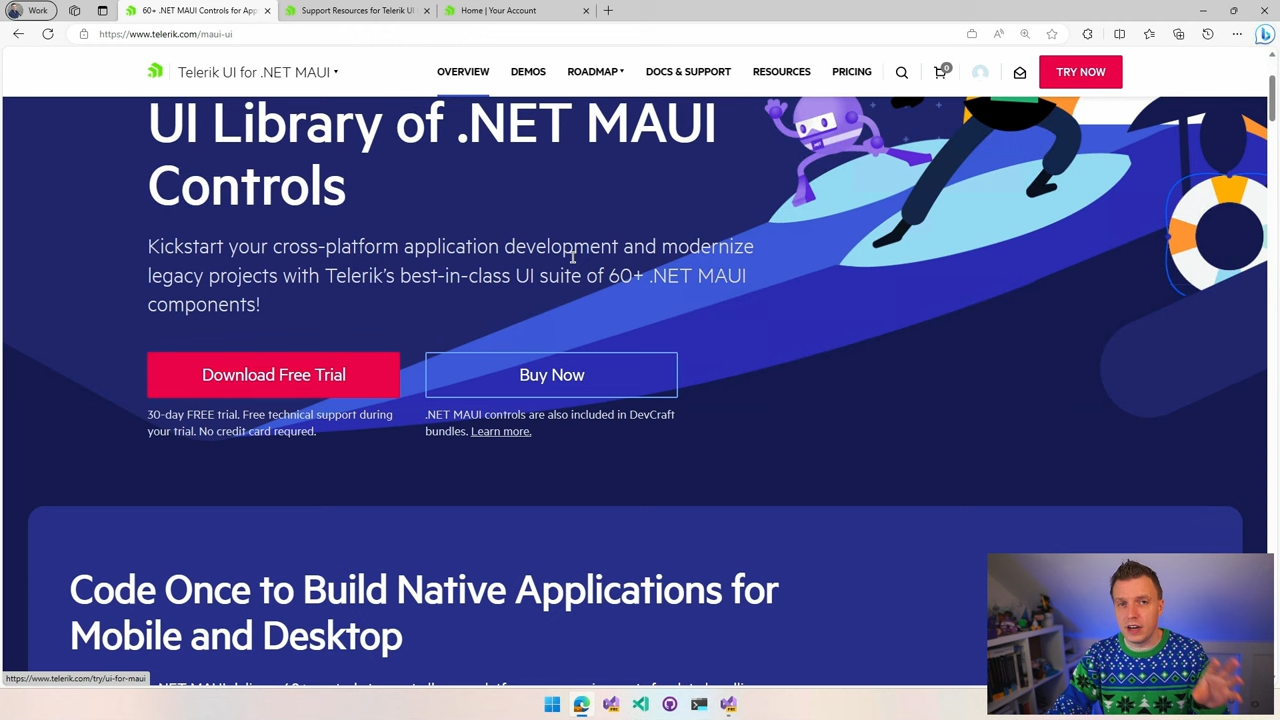 Work
60+ .NET MAUI Controls for App
Support Resources for Telerik UI
Home | Your Account
https://www.telerik.com/maui-ui
Telerik UI for .NET MAUI
OVERVIEW
DEMOS
ROADMAP
DOCS & SUPPORT
RESOURCES
PRICING
0
TRY NOW
UI Library of .NET MAUI
Controls
Kickstart your cross-platform application development and modernize
legacy projects with Telerik's best-in-class UI suite of 60+ .NET MAUI
components!
Download Free Trial
Buy Now
30-day FREE trial. Free technical support during
your trial. No credit card requred.
.NET MAUI controls are also included in DevCraft
bundles. Learn more.
Code Once to Build Native Applications for
Mobile and Desktop
https://www.telerik.com/try/ui-for-maui